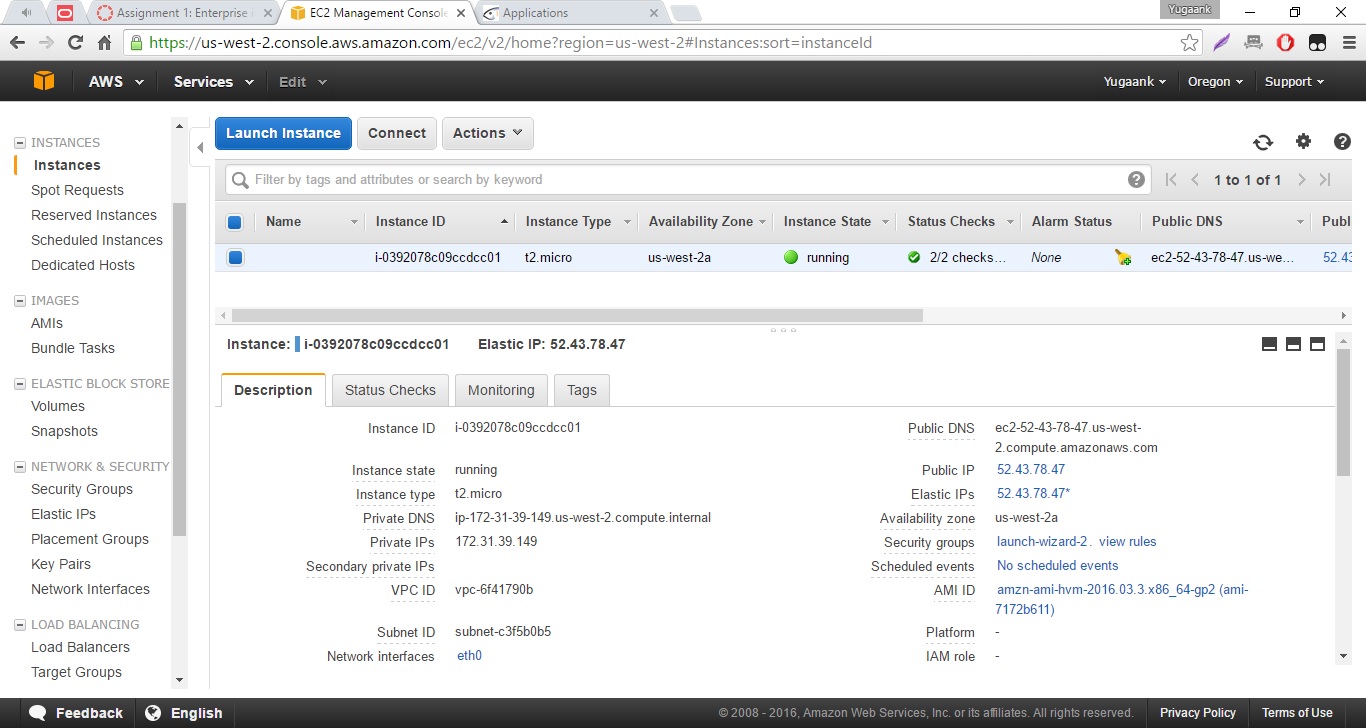 Yugaank
Assignment 1: Enterprise
EC2 Management Console
Applications
https://us-west-2.console.aws.amazon.com/ec2/v2/home?region=us-west-2#Instances:sort=instanceId
AWS Services Edit Yugaank Oregon Support
INSTANCES
Instances
Spot Requests
Reserved Instances
Scheduled Instances
Dedicated Hosts
IMAGES
AMIs
Bundle Tasks
ELASTIC BLOCK STORE
Volumes
Snapshots
NETWORK & SECURITY
Security Groups
Elastic IPs
Placement Groups
Key Pairs
Network Interfaces
LOAD BALANCING
Load Balancers
Target Groups
Launch Instance Connect Actions
Filter by tags and attributes or search by keyword
1 to 1 of 1
Name Instance ID Instance Type Availability Zone Instance State Status Checks Alarm Status Public DNS Publ
i-0392078c09ccdcc01 t2.micro us-west-2a running 2/2 checks... None ec2-52-43-78-47.us-we... 52.43
Instance: i-0392078c09ccdcc01 Elastic IP: 52.43.78.47
Description Status Checks Monitoring Tags
Instance ID i-0392078c09ccdcc01
Instance state running
Instance type t2.micro
Private DNS ip-172-31-39-149.us-west-2.compute.internal
Private IPs 172.31.39.149
Secondary private IPs
VPC ID vpc-6f41790b
Subnet ID subnet-c3f5b0b5
Network interfaces eth0
Public DNS ec2-52-43-78-47.us-west-
2.compute.amazonaws.com
Public IP 52.43.78.47
Elastic IPs 52.43.78.47*
Availability zone us-west-2a
Security groups launch-wizard-2. view rules
Scheduled events No scheduled events
AMI ID amzn-ami-hvm-2016.03.3.x86_64-gp2 (ami-
7172b611)
Platform -
IAM role -
Feedback English © 2008 - 2016, Amazon Web Services, Inc. or its affiliates. All rights reserved. Privacy Policy Terms of Use